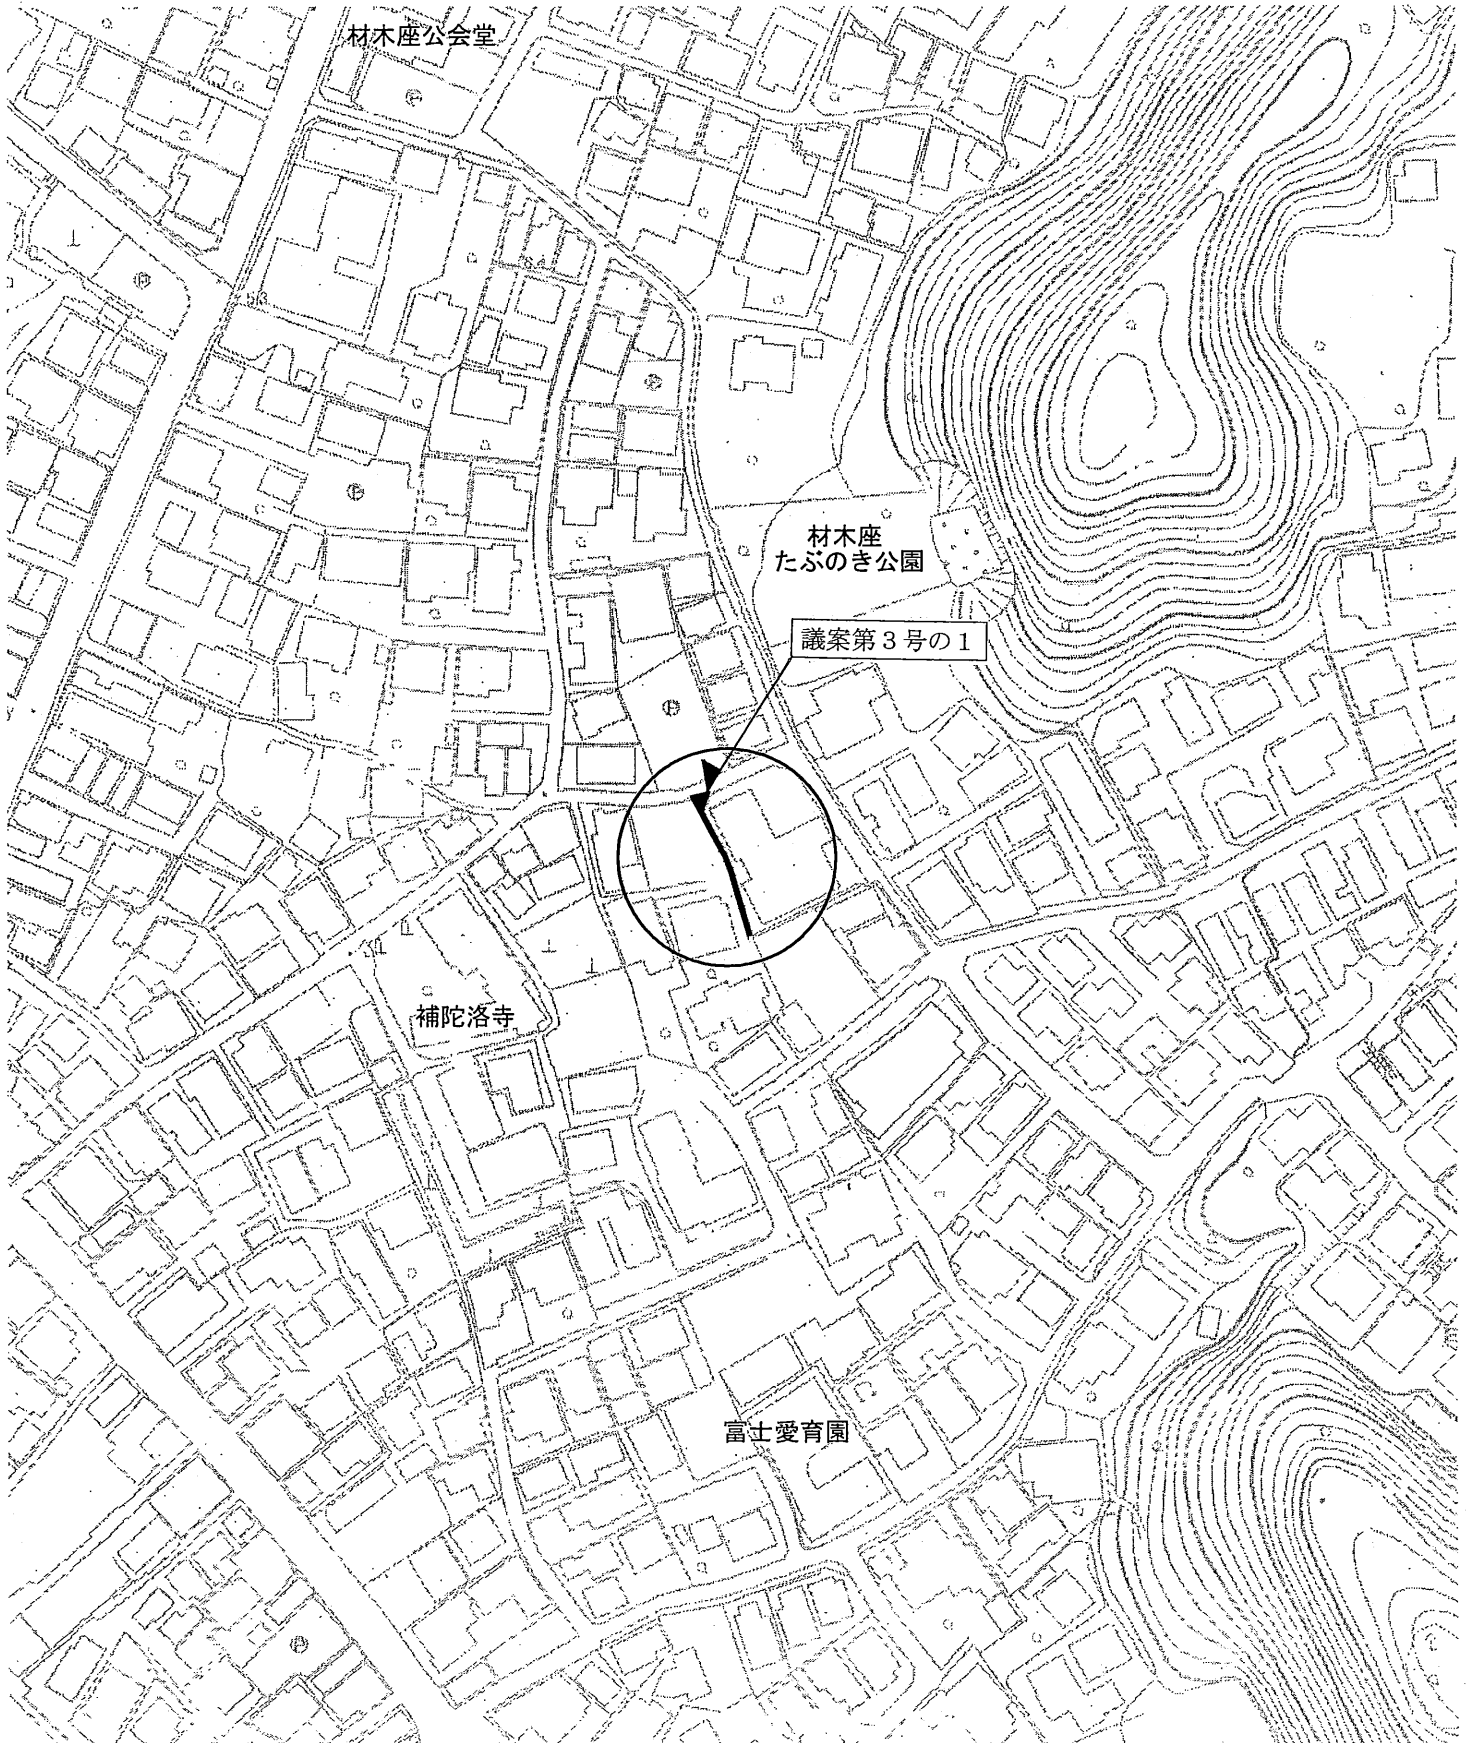 材木座公会堂
材木座
たぶのき公園
議案第3号の1
補陀洛寺
富士愛育園